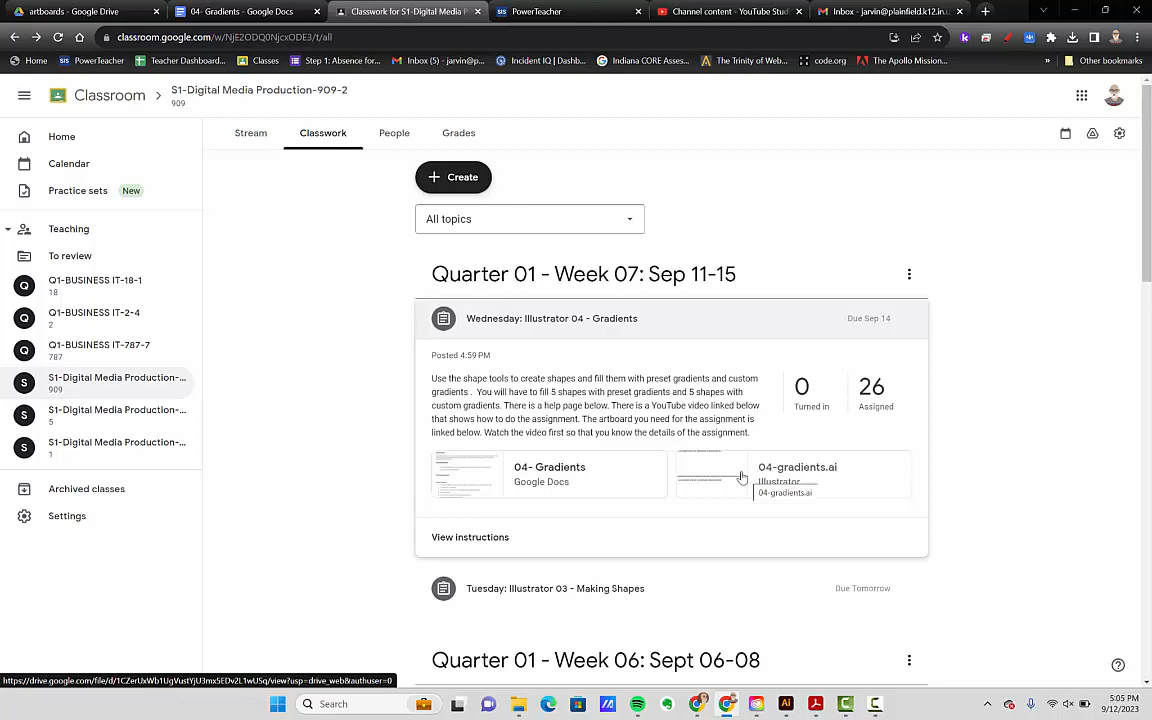 artboards - Google Drive
04- Gradients - Google Docs
Classwork for S1-Digital Media P
PowerTeacher
Channel content - YouTube Studi
Inbox - jarvin@plainfield.k12.in.u
classroom.google.com/w/NjE2ODQ0NjcxODE3/t/all
Home
SIS PowerTeacher
Teacher Dashboard...
Classes
Step 1: Absence for...
Inbox (5) - jarvin@p...
Incident IQ | Dashb...
Indiana CORE Asses...
The Trinity of Web...
code.org
The Apollo Mission...
»
Other bookmarks
Classroom > S1-Digital Media Production-909-2
909
Home
Calendar
Practice sets New
Teaching
To review
Q Q1-BUSINESS IT-18-1
18
Q Q1-BUSINESS IT-2-4
2
Q Q1-BUSINESS IT-787-7
787
S S1-Digital Media Production-...
909
S S1-Digital Media Production-...
5
S S1-Digital Media Production-...
1
Archived classes
Settings
Stream
Classwork
People
Grades
+ Create
All topics
Quarter 01 - Week 07: Sep 11-15
Wednesday: Illustrator 04 - Gradients
Due Sep 14
Posted 4:59 PM
Use the shape tools to create shapes and fill them with preset gradients and custom
gradients . You will have to fill 5 shapes with preset gradients and 5 shapes with
custom gradients. There is a help page below. There is a YouTube video linked below
that shows how to do the assignment. The artboard you need for the assignment is
linked below. Watch the video first so that you know the details of the assignment.
0
Turned in
26
Assigned
04- Gradients
Google Docs
04-gradients.ai
Illustrator
04-gradients.ai
View instructions
Tuesday: Illustrator 03 - Making Shapes
Due Tomorrow
Quarter 01 - Week 06: Sept 06-08
https://drive.google.com/file/d/1CZerUxWb1UgVustYjU3mx5EDv2L1wUSq/view?usp=drive_web&authuser=0
Search
5:05 PM
9/12/2023